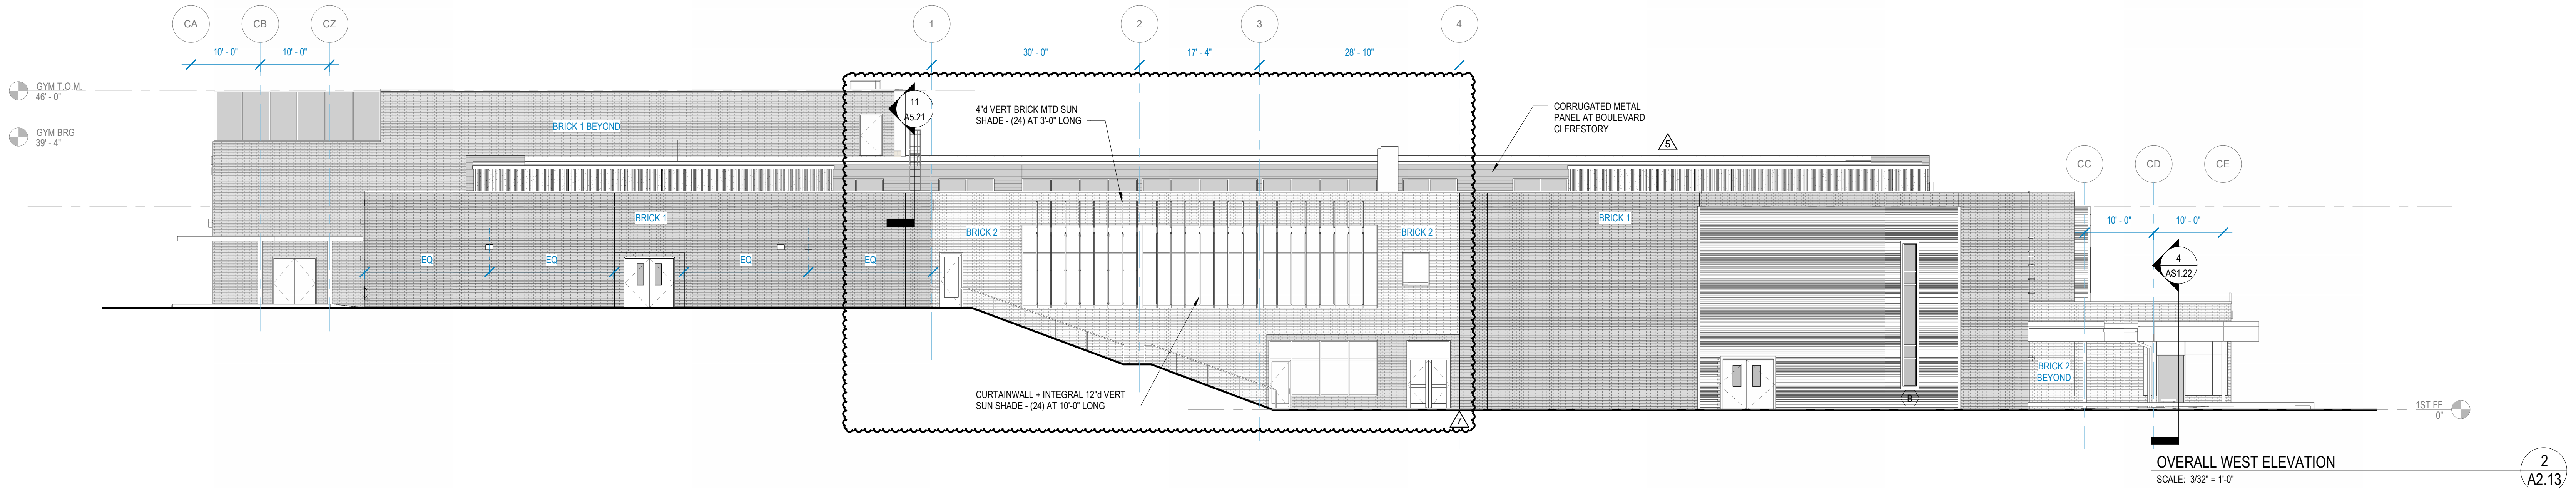 CA
CB
CZ
1
2
3
4
10' - 0"
10' - 0"
30' - 0"
17' - 4"
28' - 10"
GYM T.O.M.
46' - 0"
GYM BRG
39' - 4"
BRICK 1 BEYOND
11
A5.21
4"d VERT BRICK MTD SUN
SHADE - (24) AT 3'-0" LONG
CORRUGATED METAL
PANEL AT BOULEVARD
CLERESTORY
5
CC
CD
CE
BRICK 1
BRICK 2
BRICK 2
BRICK 1
10' - 0"
10' - 0"
EQ
EQ
EQ
EQ
4
AS1.22
BRICK 2
BEYOND
CURTAINWALL + INTEGRAL 12"d VERT
SUN SHADE - (24) AT 10'-0" LONG
B
7
1ST FF
0"
OVERALL WEST ELEVATION
SCALE: 3/32" = 1'-0"
2
A2.13